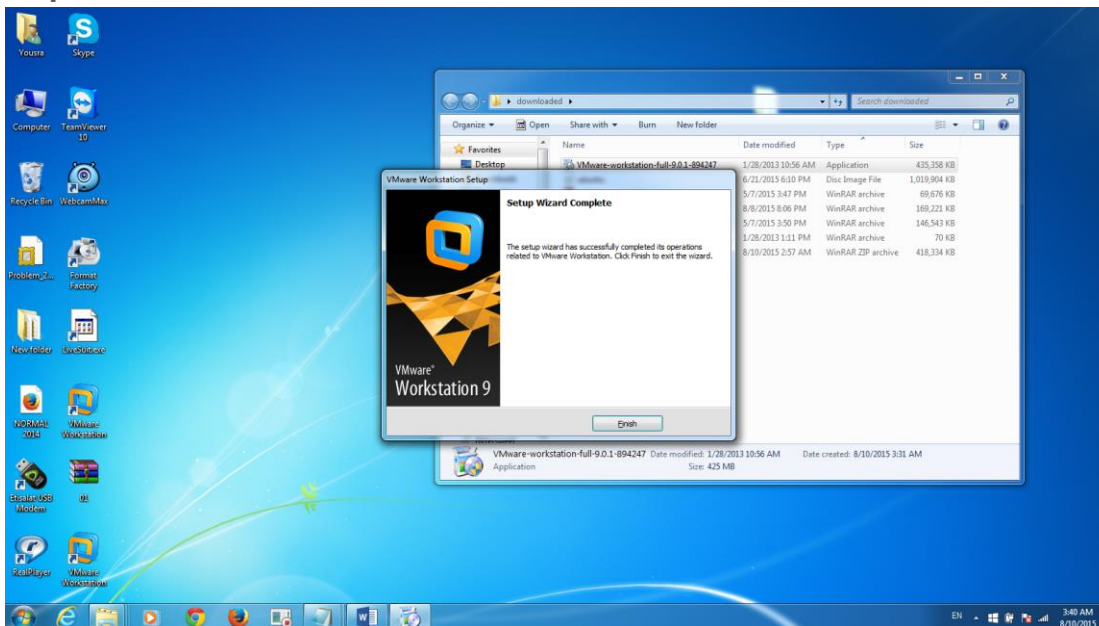 Yousra
Skype
Computer
TeamViewer
10
Recycle Bin
WebcamMax
Problem_Z...
Format
Factory
New folder
NORMAL
2014
VMware
Workstation
Etisalat USB
Modem
01
RealPlayer
VMware
Workstation
downloaded
Search downloaded
Organize
Open
Share with
Burn
New folder
Favorites
Desktop
Name
Date modified
Type
Size
VMware-workstation-full-9.0.1-894247
1/28/2013 10:56 AM
Application
435,358 KB
6/21/2015 6:10 PM
Disc Image File
1,019,904 KB
5/7/2015 3:47 PM
WinRAR archive
69,676 KB
8/8/2015 8:06 PM
WinRAR archive
169,221 KB
5/7/2015 3:50 PM
WinRAR archive
146,543 KB
1/28/2013 1:11 PM
WinRAR archive
70 KB
8/10/2015 2:57 AM
WinRAR ZIP archive
418,334 KB
VMware Workstation Setup
Setup Wizard Complete
The setup wizard has successfully completed its operations
related to VMware Workstation. Click Finish to exit the wizard.
VMware®
Workstation 9
Finish
VMware-workstation-full-9.0.1-894247 Date modified: 1/28/2013 10:56 AM Date created: 8/10/2015 3:31 AM
Application Size: 425 MB
EN
3:40 AM
8/10/2015